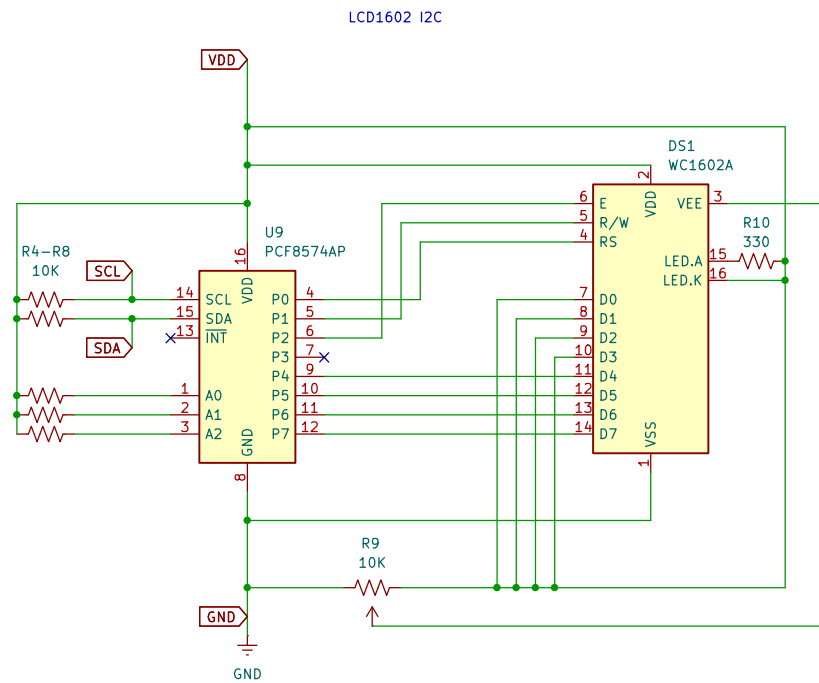 LCD1602 I2C
VDD
DS1
WC1602A
2
VDD
6 E
VEE 3
5 R/W
4 RS
R10
330
LED.A 15
LED.K 16
U9
PCF8574AP
16
VDD
R4-R8
10K
SCL
14 SCL
P0 4
7 D0
15 SDA
P1 5
8 D1
13 INT
P2 6
9 D2
SDA
P3 7
10 D3
P4 9
11 D4
1 A0
P5 10
12 D5
2 A1
P6 11
13 D6
3 A2
P7 12
14 D7
GND
8
VSS
1
R9
10K
GND
GND